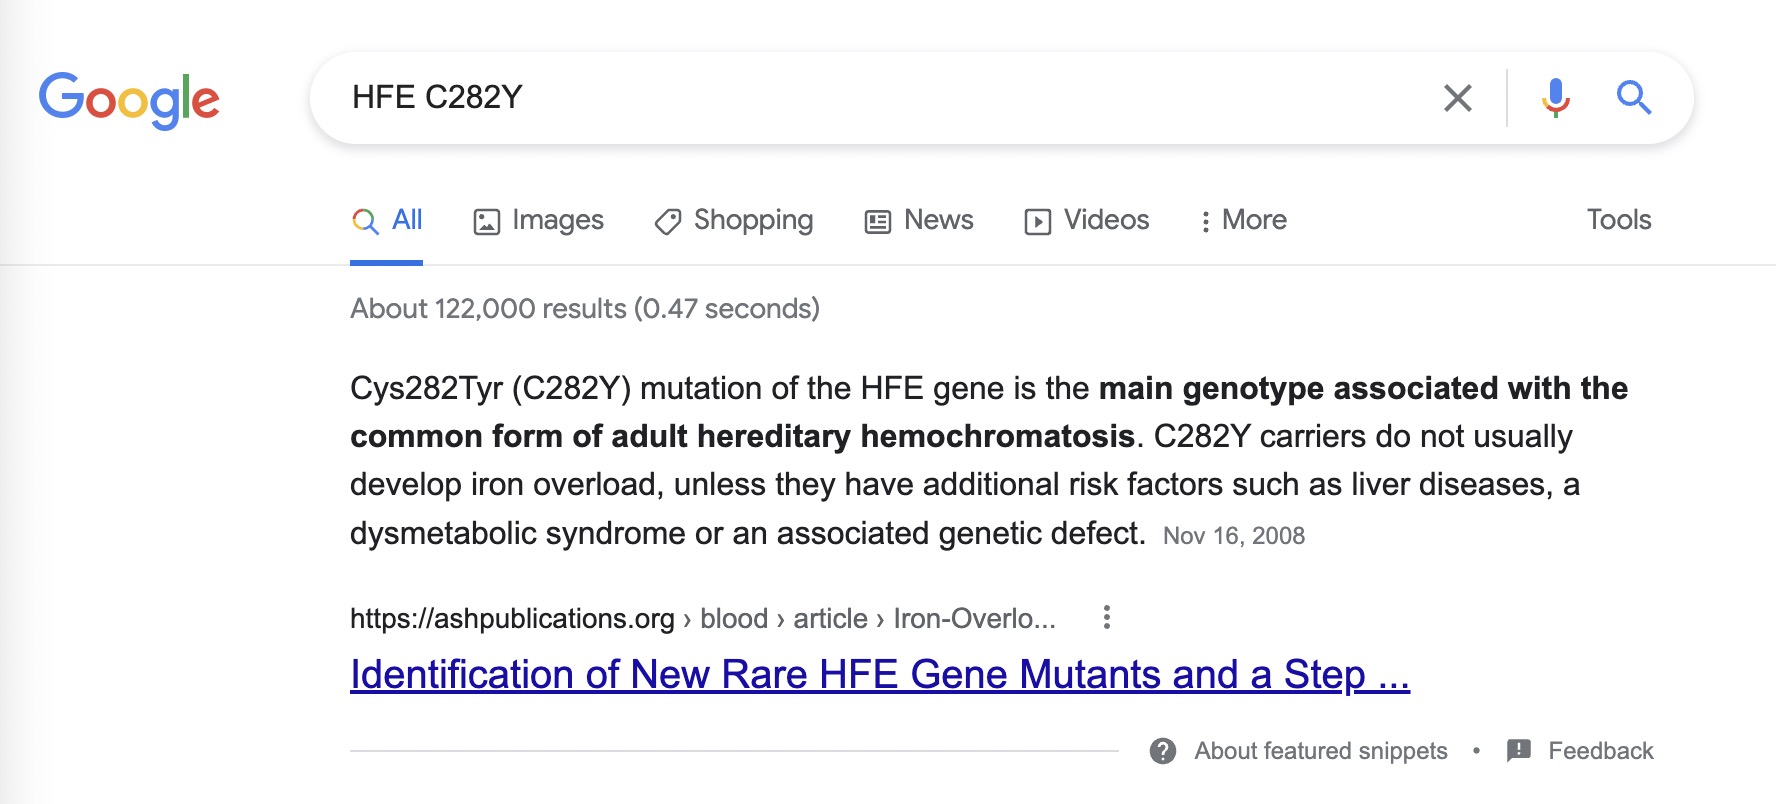 Google
HFE C282Y
All Images Shopping News Videos More Tools
About 122,000 results (0.47 seconds)
Cys282Tyr (C282Y) mutation of the HFE gene is the main genotype associated with the
common form of adult hereditary hemochromatosis. C282Y carriers do not usually
develop iron overload, unless they have additional risk factors such as liver diseases, a
dysmetabolic syndrome or an associated genetic defect. Nov 16, 2008
https://ashpublications.org › blood › article › Iron-Overlo...
Identification of New Rare HFE Gene Mutants and a Step ...
About featured snippets • Feedback